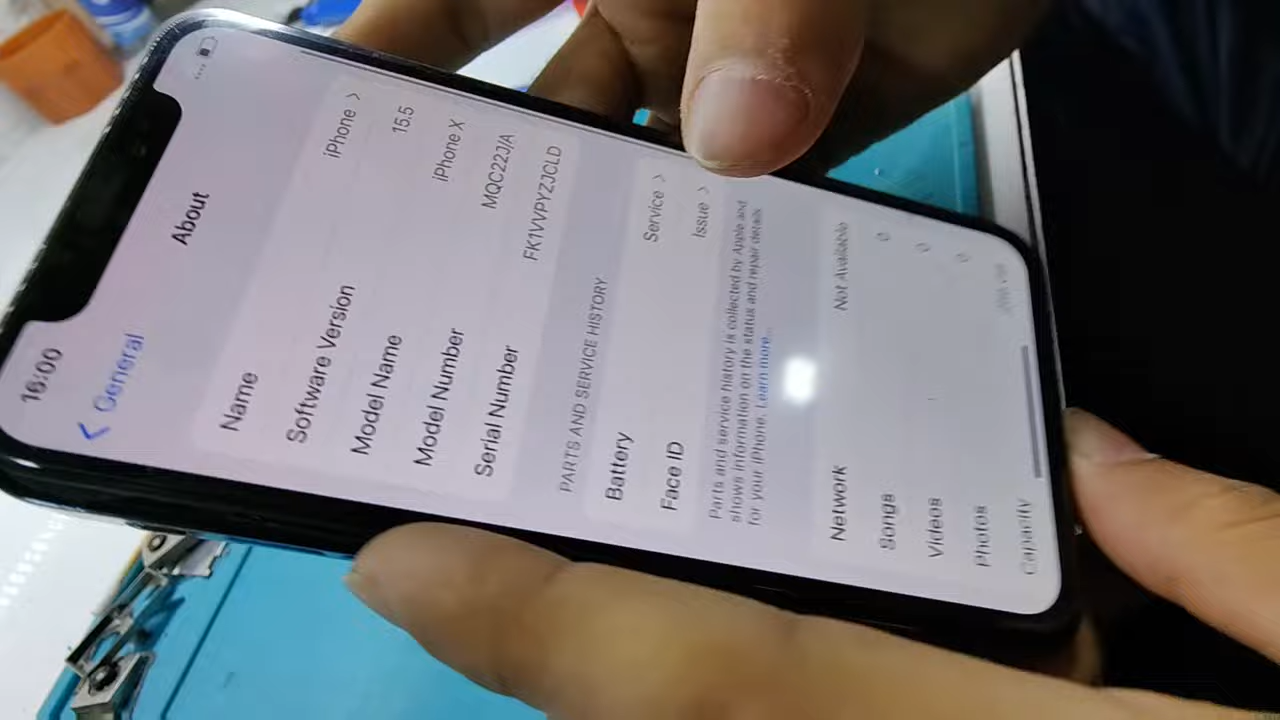 16:00
General
About
Name iPhone
Software Version 15.5
Model Name iPhone X
Model Number MQC22J/A
Serial Number FK1VVPYZJCLD
PARTS AND SERVICE HISTORY
Battery Service
Face ID Issue
Parts and service history is collected by Apple and
shows information on the status and repair details
for your iPhone. Learn more...
Network Not Available
Songs 0
Videos 0
Photos 0
Capacity